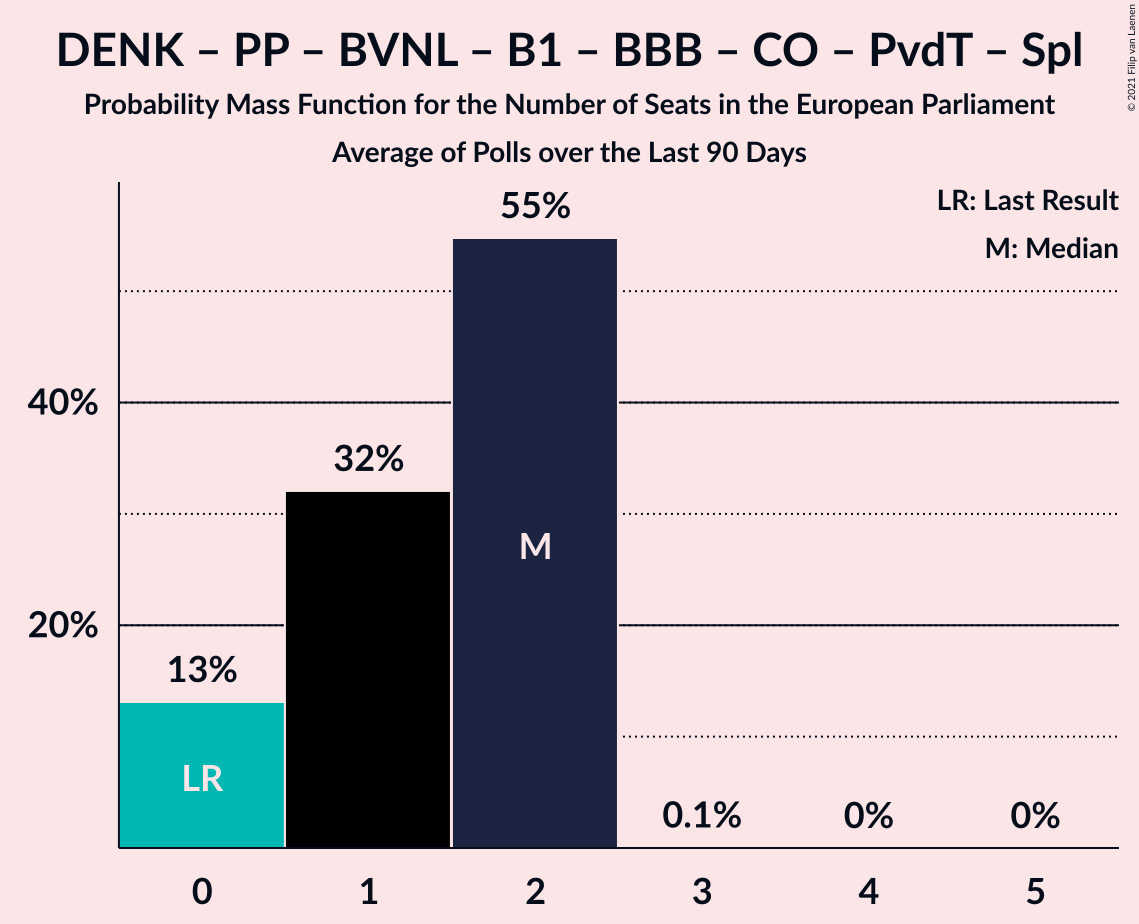 DENK – PP – BVNL – B1 – BBB – CO – PvdT – Spl
Probability Mass Function for the Number of Seats in the European Parliament
Average of Polls over the Last 90 Days
© 2021 Filip van Laenen
LR: Last Result
M: Median
55%
40%
32%
M
20%
13%
LR
0.1%
0%
0%
0
1
2
3
4
5